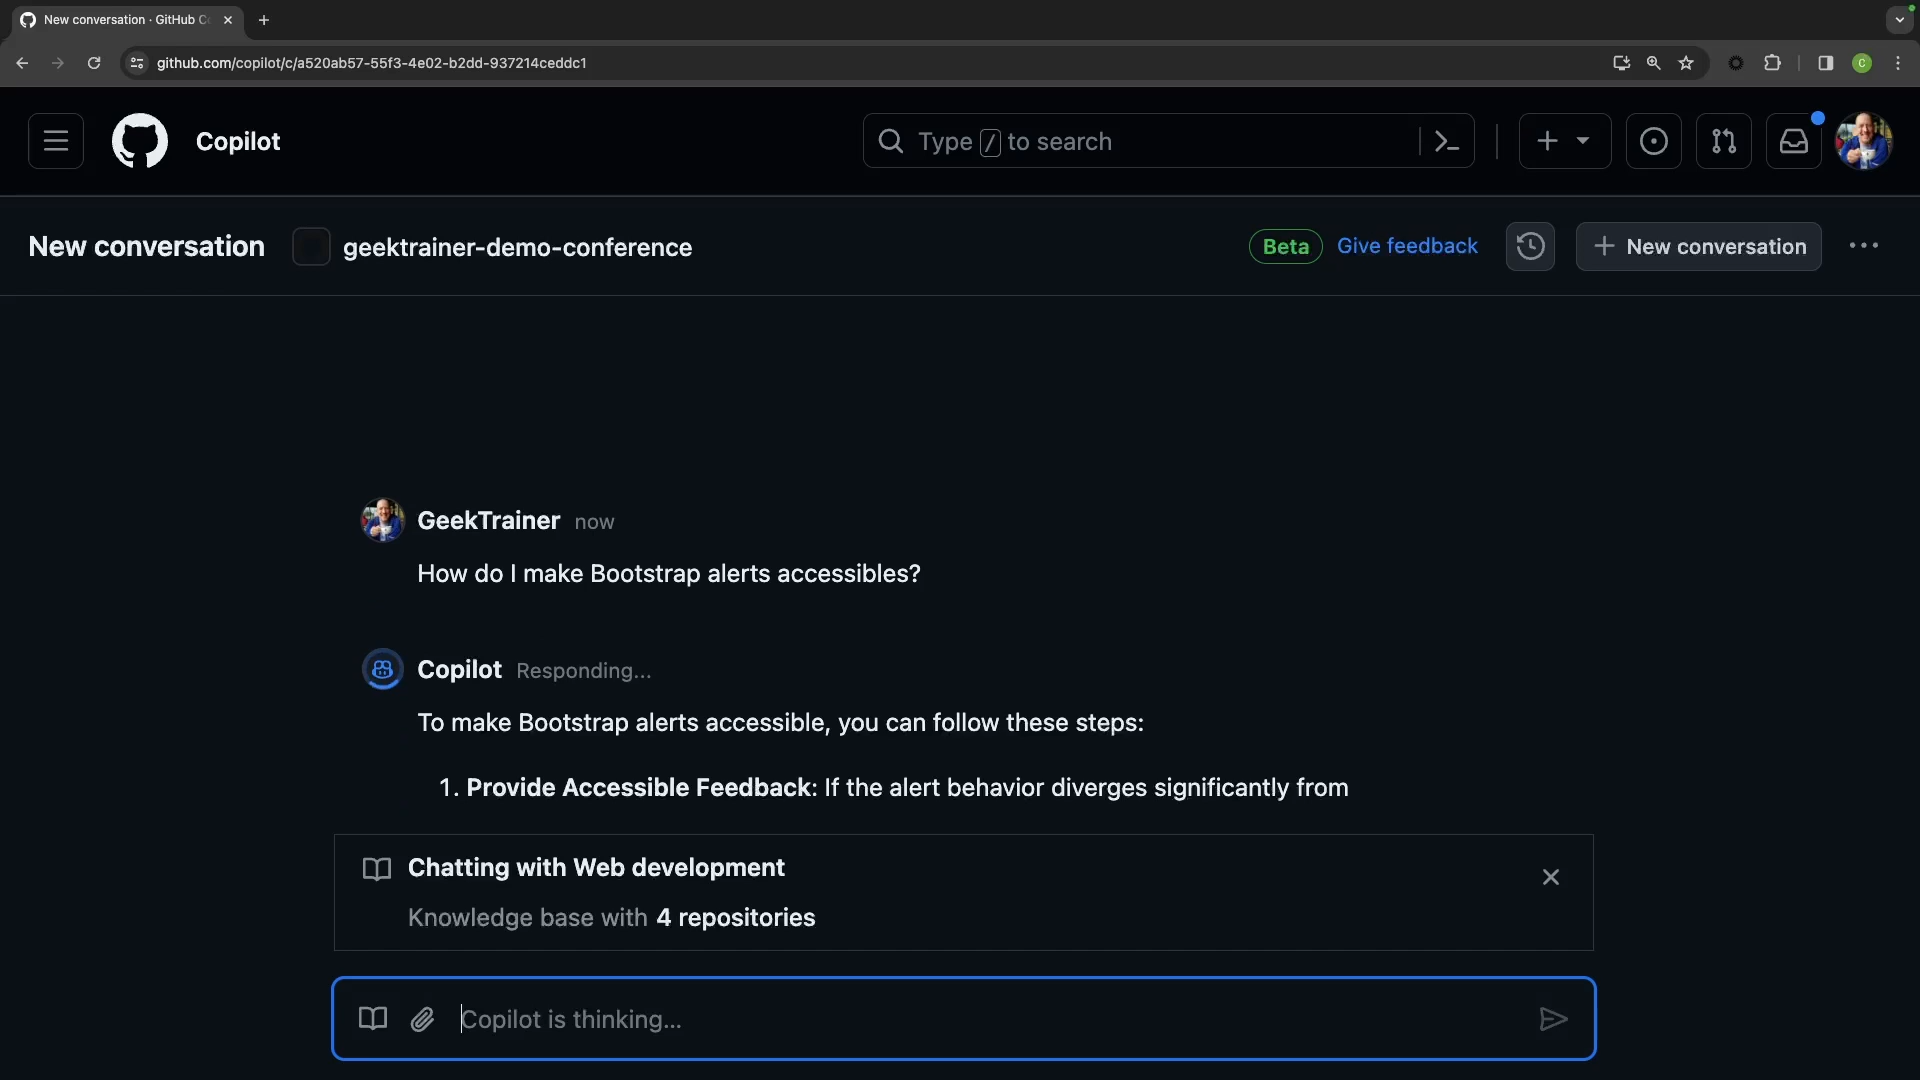 New conversation · GitHub Co
github.com/copilot/c/a520ab57-55f3-4e02-b2dd-937214ceddc1
C
Copilot
Type / to search
New conversation
geektrainer-demo-conference
Beta
Give feedback
New conversation
GeekTrainer now
How do I make Bootstrap alerts accessibles?
Copilot Responding...
To make Bootstrap alerts accessible, you can follow these steps:
1. Provide Accessible Feedback: If the alert behavior diverges significantly from
Chatting with Web development
Knowledge base with 4 repositories
Copilot is thinking...